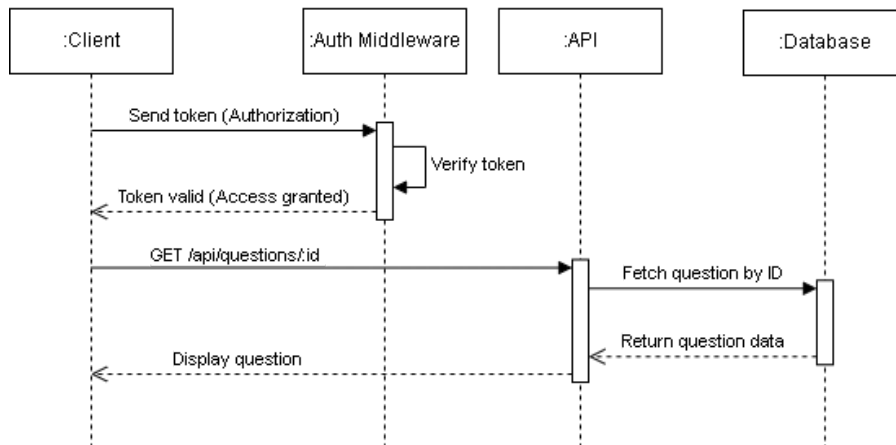 :Client
:Auth Middleware
:API
:Database
Send token (Authorization)
Verify token
Token valid (Access granted)
GET /api/questions/:id
Fetch question by ID
Return question data
Display question